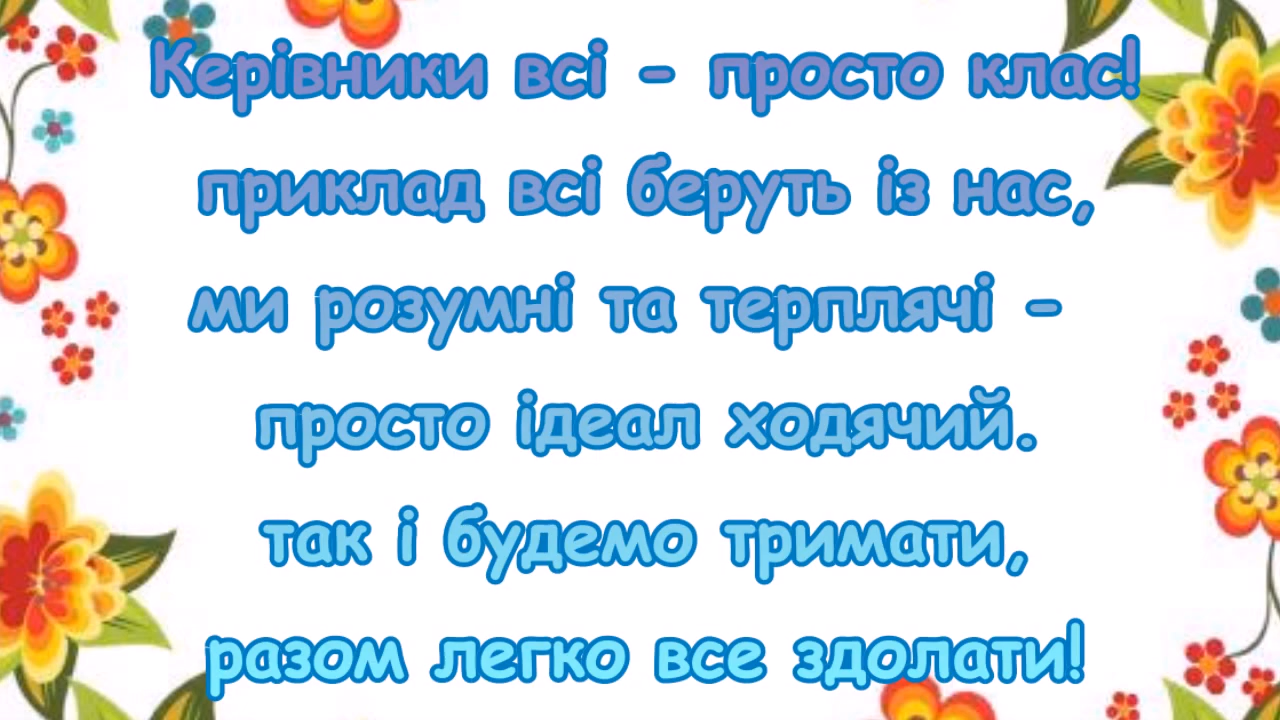 Керівники всі - просто клас!
приклад всі беруть із нас,
ми розумні та терплячі -
просто ідеал ходячий.
так і будемо тримати,
разом легко все здолати!